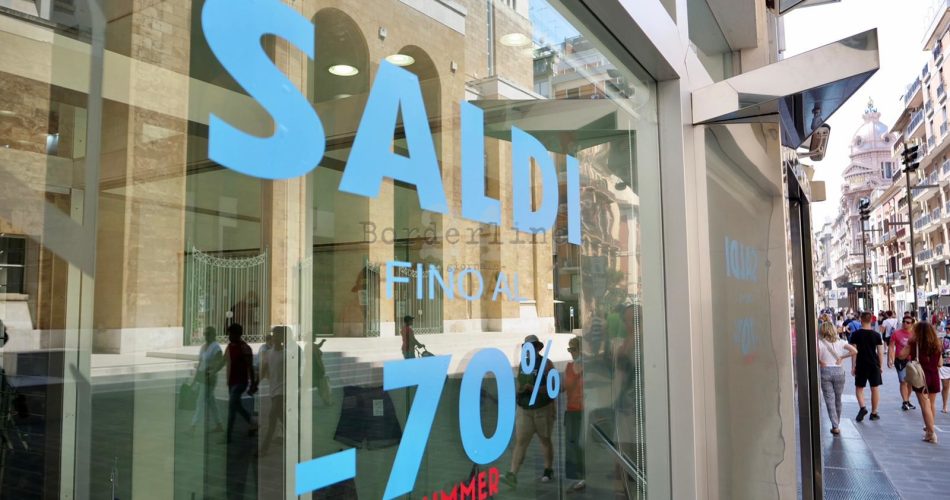 SALDI
Borderline
FINO AL
-70%